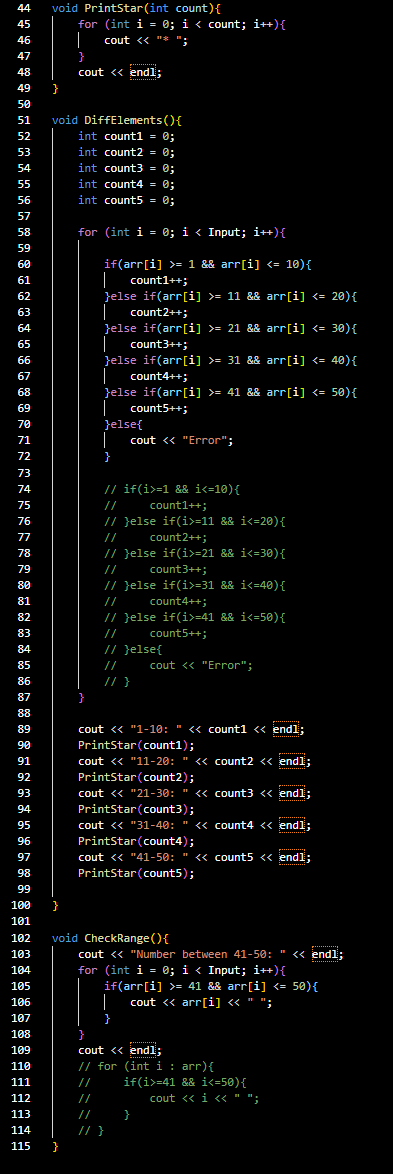 44 void PrintStar(int count){
45     for (int i = 0; i < count; i++){
46         cout << "* ";
47     }
48     cout << endl;
49 }
50
51 void DiffElements(){
52     int count1 = 0;
53     int count2 = 0;
54     int count3 = 0;
55     int count4 = 0;
56     int count5 = 0;
57
58     for (int i = 0; i < Input; i++){
59
60         if(arr[i] >= 1 && arr[i] <= 10){
61             count1++;
62         }else if(arr[i] >= 11 && arr[i] <= 20){
63             count2++;
64         }else if(arr[i] >= 21 && arr[i] <= 30){
65             count3++;
66         }else if(arr[i] >= 31 && arr[i] <= 40){
67             count4++;
68         }else if(arr[i] >= 41 && arr[i] <= 50){
69             count5++;
70         }else{
71             cout << "Error";
72         }
73
74         // if(i>=1 && i<=10){
75         //     count1++;
76         // }else if(i>=11 && i<=20){
77         //     count2++;
78         // }else if(i>=21 && i<=30){
79         //     count3++;
80         // }else if(i>=31 && i<=40){
81         //     count4++;
82         // }else if(i>=41 && i<=50){
83         //     count5++;
84         // }else{
85         //     cout << "Error";
86         // }
87     }
88
89     cout << "1-10: " << count1 << endl;
90     PrintStar(count1);
91     cout << "11-20: " << count2 << endl;
92     PrintStar(count2);
93     cout << "21-30: " << count3 << endl;
94     PrintStar(count3);
95     cout << "31-40: " << count4 << endl;
96     PrintStar(count4);
97     cout << "41-50: " << count5 << endl;
98     PrintStar(count5);
99
100 }
101
102 void CheckRange(){
103     cout << "Number between 41-50: " << endl;
104     for (int i = 0; i < Input; i++){
105         if(arr[i] >= 41 && arr[i] <= 50){
106             cout << arr[i] << " ";
107         }
108     }
109     cout << endl;
110     // for (int i : arr){
111     //     if(i>=41 && i<=50){
112     //         cout << i << " ";
113     //     }
114     // }
115 }